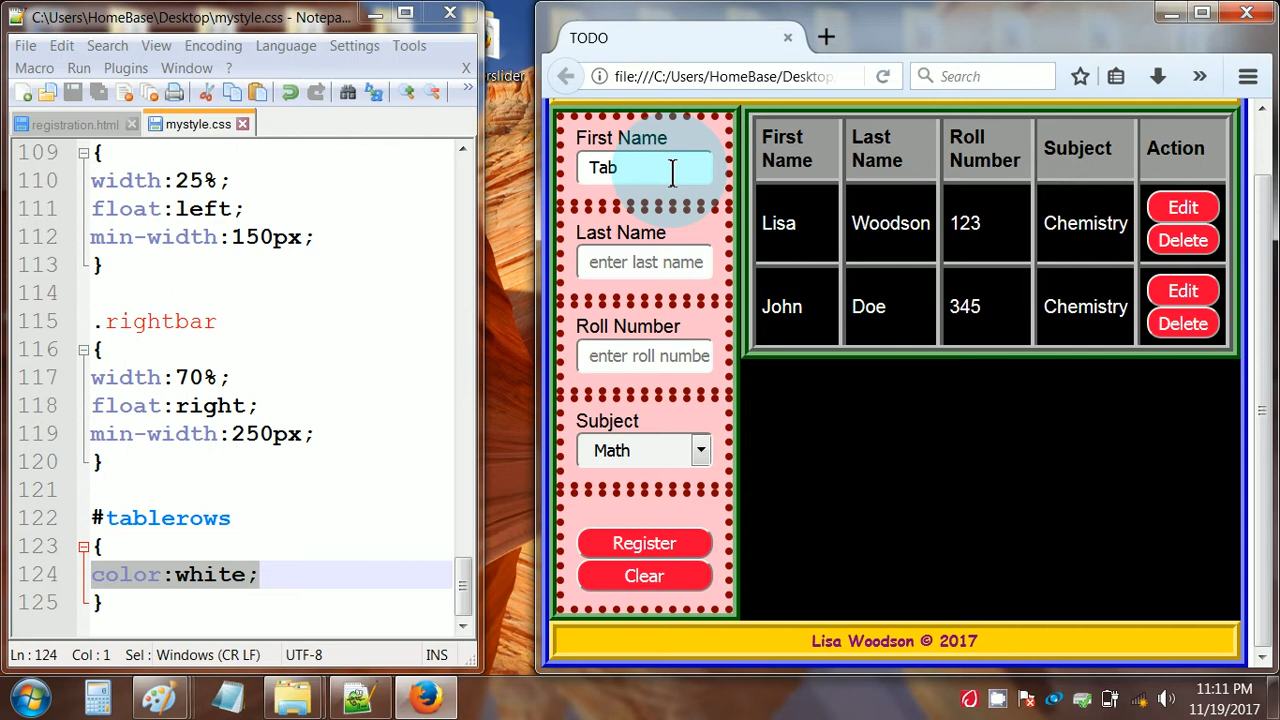 C:\Users\HomeBase\Desktop\mystyle.css - Notepa...
File Edit Search View Encoding Language Settings Tools
Macro Run Plugins Window ? X
registration.html mystyle.css
109 {
110 width:25%;
111 float:left;
112 min-width:150px;
113 }
114
115 .rightbar
116 {
117 width:70%;
118 float:right;
119 min-width:250px;
120 }
121
122 #tablerows
123 {
124 color:white;
125 }
Ln : 124 Col : 1 Sel : Windows (CR LF) UTF-8 INS
erslider
TODO
file:///C:/Users/HomeBase/Desktop Search
First Name
Tab
Last Name
enter last name
Roll Number
enter roll numbe
Subject
Math
Register
Clear
First Name Last Name Roll Number Subject Action
Lisa Woodson 123 Chemistry Edit Delete
John Doe 345 Chemistry Edit Delete
Lisa Woodson © 2017
11:11 PM
11/19/2017